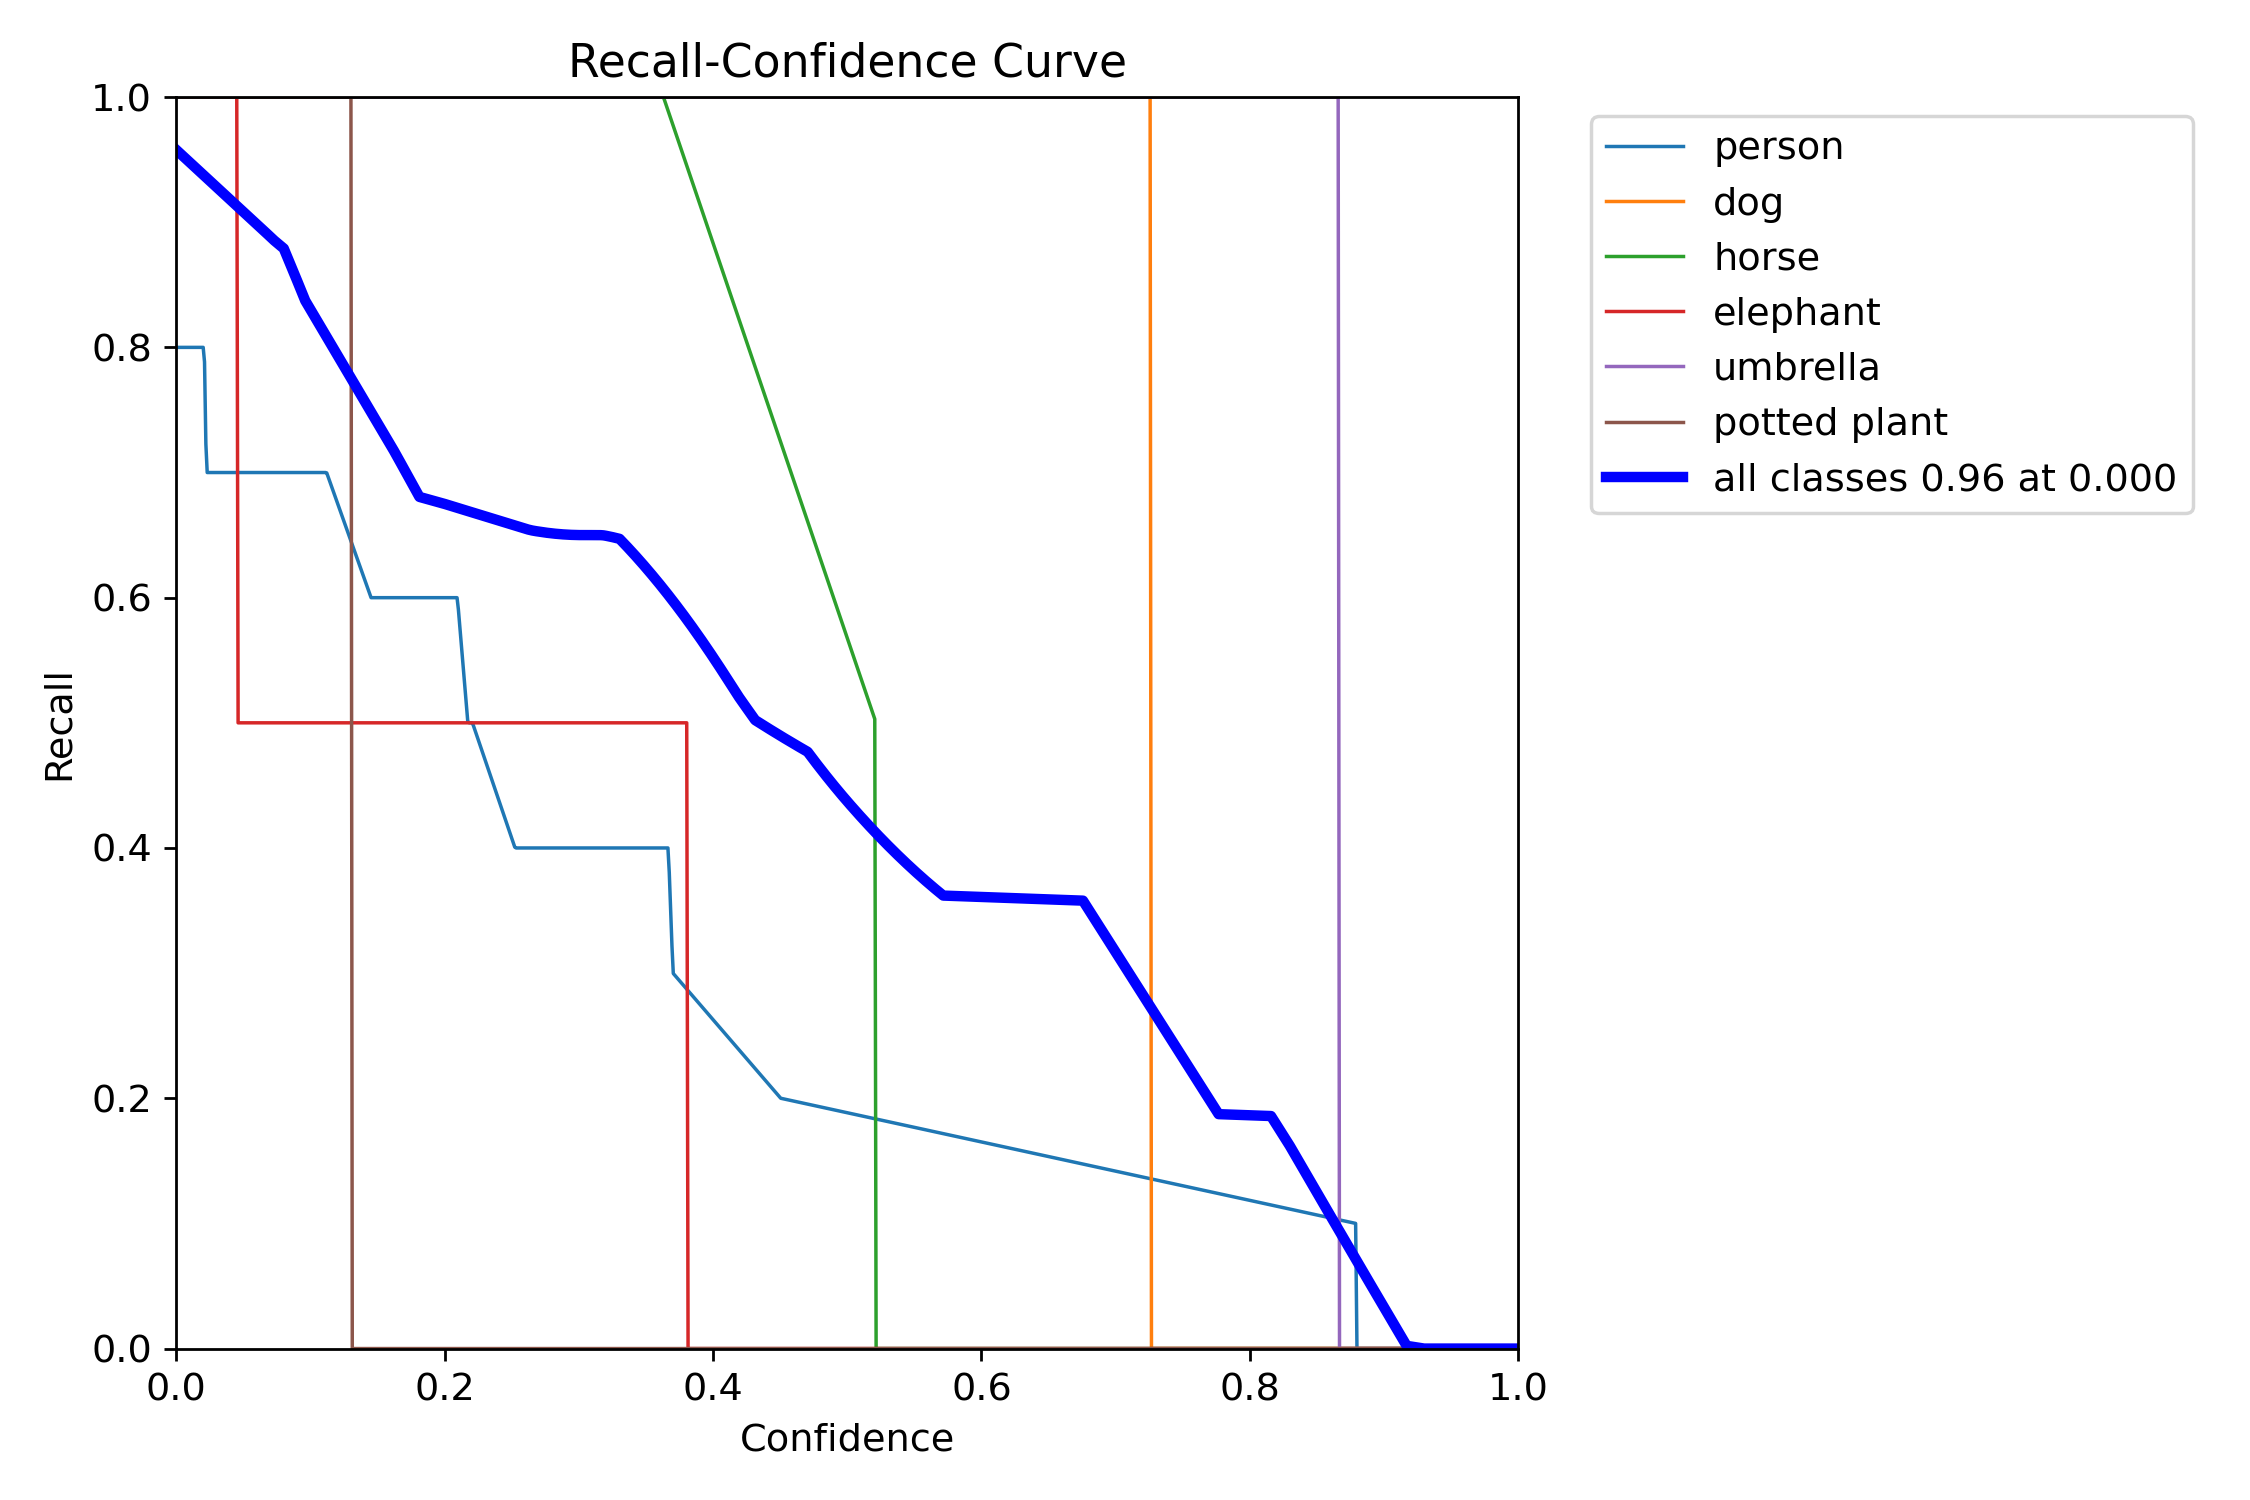 Recall-Confidence Curve
1.0
0.8
0.6
0.4
0.2
0.0
Recall
0.0 0.2 0.4 0.6 0.8 1.0
Confidence
person
dog
horse
elephant
umbrella
potted plant
all classes 0.96 at 0.000